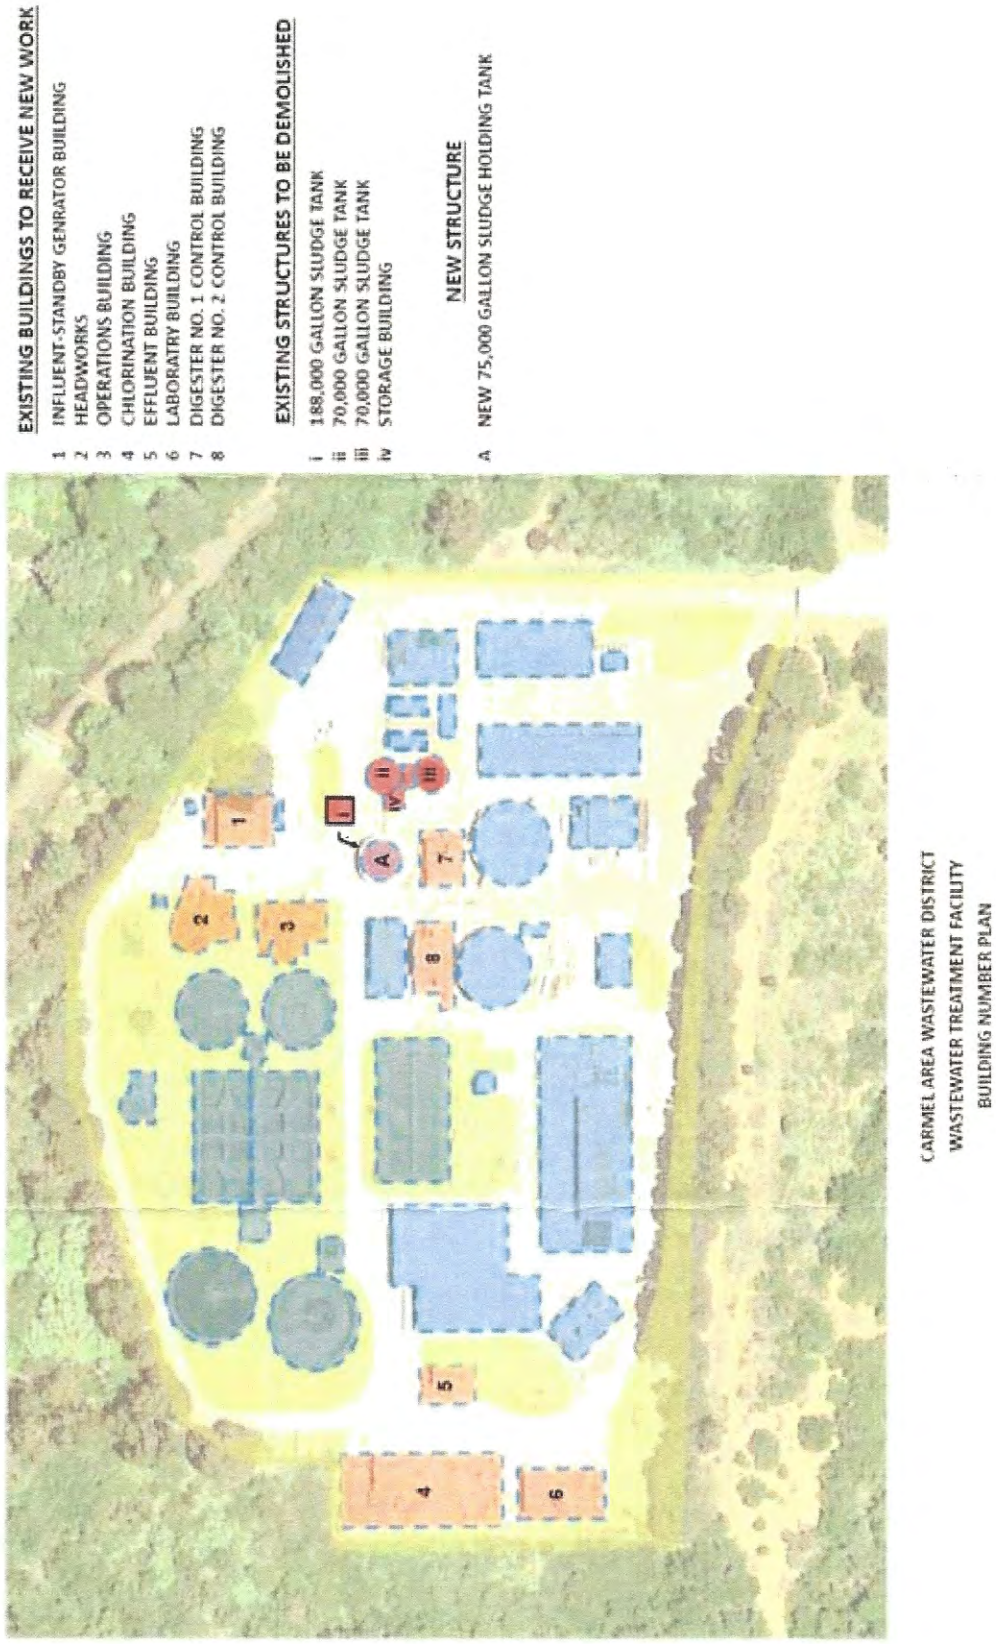 EXISTING BUILDINGS TO RECEIVE NEW WORK
1 INFLUENT-STANDBY GENRATOR BUILDING
2 HEADWORKS
3 OPERATIONS BUILDING
4 CHLORINATION BUILDING
5 EFFLUENT BUILDING
6 LABORATRY BUILDING
7 DIGESTER NO. 1 CONTROL BUILDING
8 DIGESTER NO. 2 CONTROL BUILDING
EXISTING STRUCTURES TO BE DEMOLISHED
i 188,000 GALLON SLUDGE TANK
ii 70,000 GALLON SLUDGE TANK
iii 70,000 GALLON SLUDGE TANK
iv STORAGE BUILDING
NEW STRUCTURE
A NEW 75,000 GALLON SLUDGE HOLDING TANK
1
2
3
i
ii
iii
iv
A
7
8
5
4
6
CARMEL AREA WASTEWATER DISTRICT
WASTEWATER TREATMENT FACILITY
BUILDING NUMBER PLAN